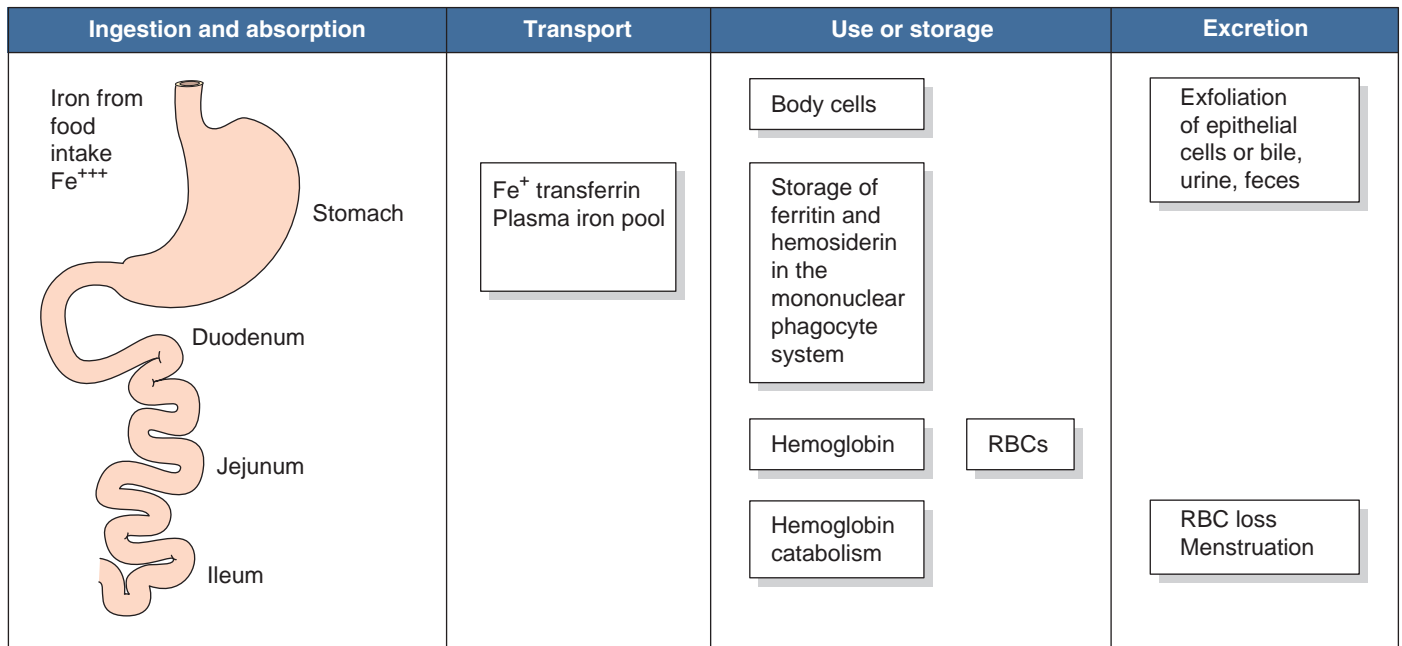 Ingestion and absorption
Transport
Use or storage
Excretion
Iron from
food
intake
Fe+++
Stomach
Duodenum
Jejunum
Ileum
Fe+ transferrin
Plasma iron pool
Body cells
Storage of
ferritin and
hemosiderin
in the
mononuclear
phagocyte
system
Hemoglobin
RBCs
Hemoglobin
catabolism
Exfoliation
of epithelial
cells or bile,
urine, feces
RBC loss
Menstruation